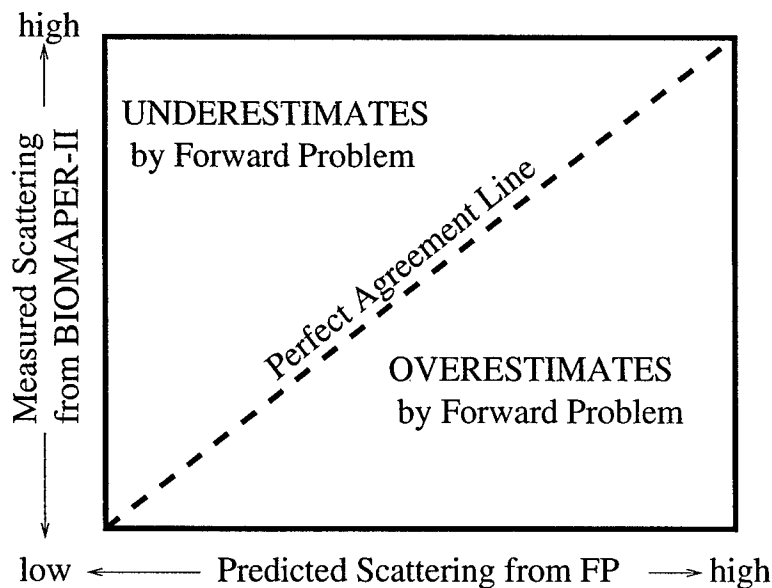 high
UNDERESTIMATES
by Forward Problem
Measured Scattering
from BIOMAPER-II
Perfect Agreement Line
OVERESTIMATES
by Forward Problem
low
Predicted Scattering from FP
high